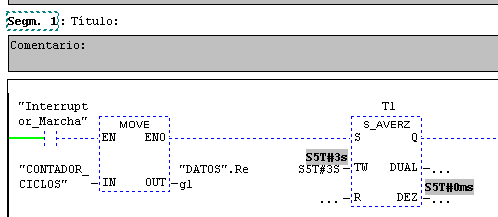 Segm. 1: Título:
Comentario:
"Interrupt
or_Marcha"
MOVE
EN ENO
"CONTADOR_
CICLOS"
IN OUT
"DATOS".Re
g1
T1
S_AVERZ
S Q
S5T#3s
S5T#3S TW DUAL ...
S5T#0ms
... R DEZ ...